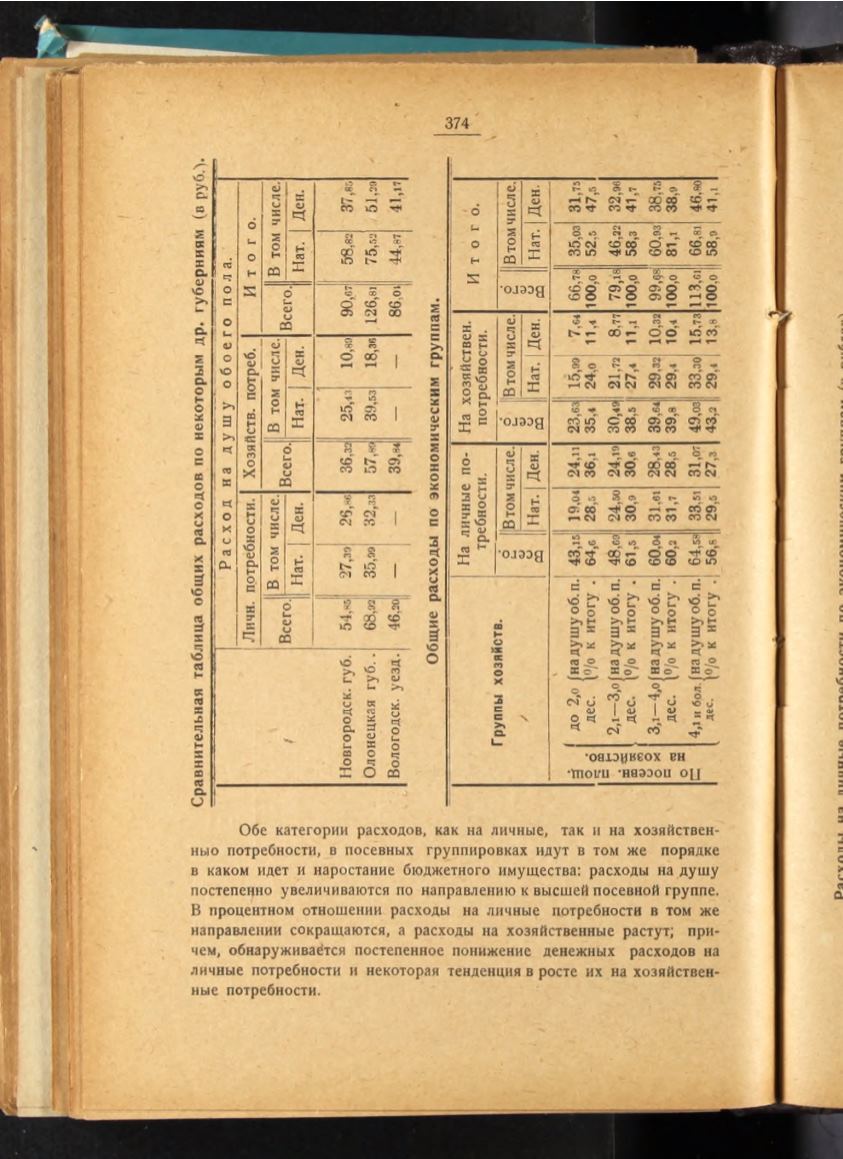 374
Сравнительная таблица общих расходов по некоторым др. губерниям (в руб.).
Расход на душу обоего пола.
Личн. потребности. Хозяйств. потреб. Итого.
Всего. В том числе. Всего. В том числе. Всего. В том числе.
Нат. Ден. Нат. Ден. Нат. Ден.
Новгородск. губ. 54,85 27,39 26,86 36,32 25,43 10,89 90,67 58,82 37,85
Олонецкая губ. . 68,92 35,99 32,33 57,89 39,53 18,36 126,81 75,52 51,29
Вологодск. уезд. 46,20 — — 39,84 — — 86,04 44,87 41,17
Общие расходы по экономическим группам.
Группы хозяйств. На личные по- На хозяйствен. Итого.
требности. потребности.
Всего. В том числе. Всего. В том числе. Всего. В том числе.
Нат. Ден. Нат. Ден. Нат. Ден.
По посевн. площ.
на хозяйство.
до 2,0 на душу об. п. 43,15 19,04 24,11 23,63 15,99 7,64 66,78 35,03 31,75
дес. % к итогу . 64,6 28,5 36,1 35,4 24,0 11,4 100,0 52,5 47,5
2,1—3,0 на душу об. п. 48,69 24,50 24,19 30,49 21,72 8,77 79,18 46,22 32,96
дес. % к итогу . 61,5 30,9 30,6 38,5 27,4 11,1 100,0 58,3 41,7
3,1—4,0 на душу об. п. 60,04 31,61 28,43 39,64 29,32 10,32 99,68 60,93 38,75
дес. % к итогу . 60,2 31,7 28,5 39,8 29,4 10,4 100,0 81,1 38,9
4,1 и бол. на душу об. п. 64,58 33,51 31,07 49,03 33,30 15,73 113,61 66,81 46,80
дес. % к итогу . 56,8 29,5 27,3 43,2 29,4 13,8 100,0 58,9 41,1
Обе категории расходов, как на личные, так и на хозяйствен-
ныо потребности, в посевных группировках идут в том же порядке
в каком идет и наростание бюджетного имущества: расходы на душу
постепенно увеличиваются по направлению к высшей посевной группе.
В процентном отношении расходы на личные потребности в том же
направлении сокращаются, а расходы на хозяйственные растут; при-
чем, обнаруживается постепенное понижение денежных расходов на
личные потребности и некоторая тенденция в росте их на хозяйствен-
ные потребности.